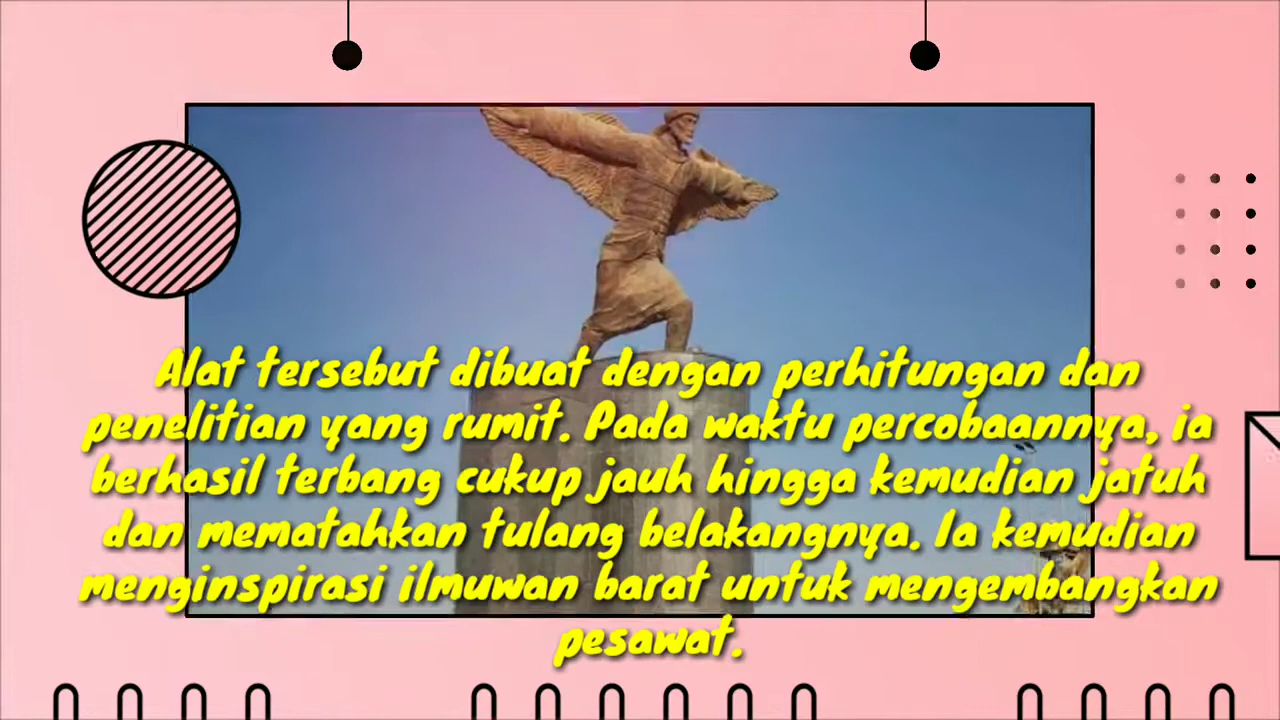 Alat tersebut dibuat dengan perhitungan dan
penelitian yang rumit. Pada waktu percobaannya, ia
berhasil terbang cukup jauh hingga kemudian jatuh
dan mematahkan tulang belakangnya. Ia kemudian
menginspirasi ilmuwan barat untuk mengembangkan
pesawat.